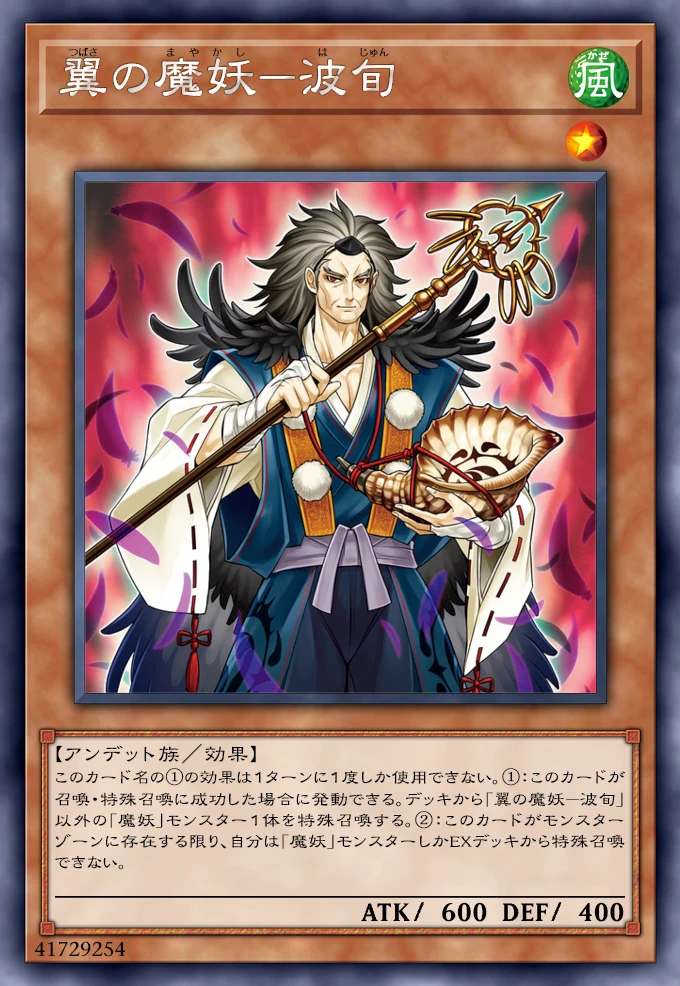 つばさ まやかし は じゅん
翼の魔妖－波旬
かぜ
風
【アンデット族／効果】
このカード名の①の効果は１ターンに１度しか使用できない。①：このカードが
召喚・特殊召喚に成功した場合に発動できる。デッキから「翼の魔妖－波旬」
以外の「魔妖」モンスター１体を特殊召喚する。②：このカードがモンスター
ゾーンに存在する限り、自分は「魔妖」モンスターしかEXデッキから特殊召喚
できない。
ATK/ 600 DEF/ 400
41729254